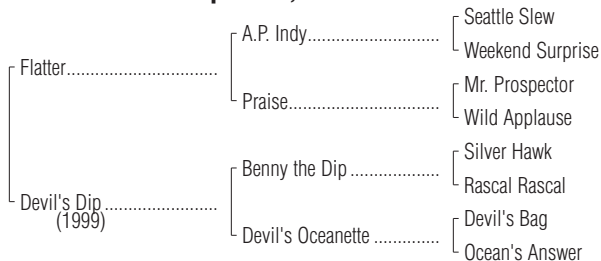 Seattle Slew
A.P. Indy
Weekend Surprise
Flatter
Mr. Prospector
Praise
Wild Applause
Silver Hawk
Benny the Dip
Rascal Rascal
Devil's Dip
(1999)
Devil's Bag
Devil's Oceanette
Ocean's Answer